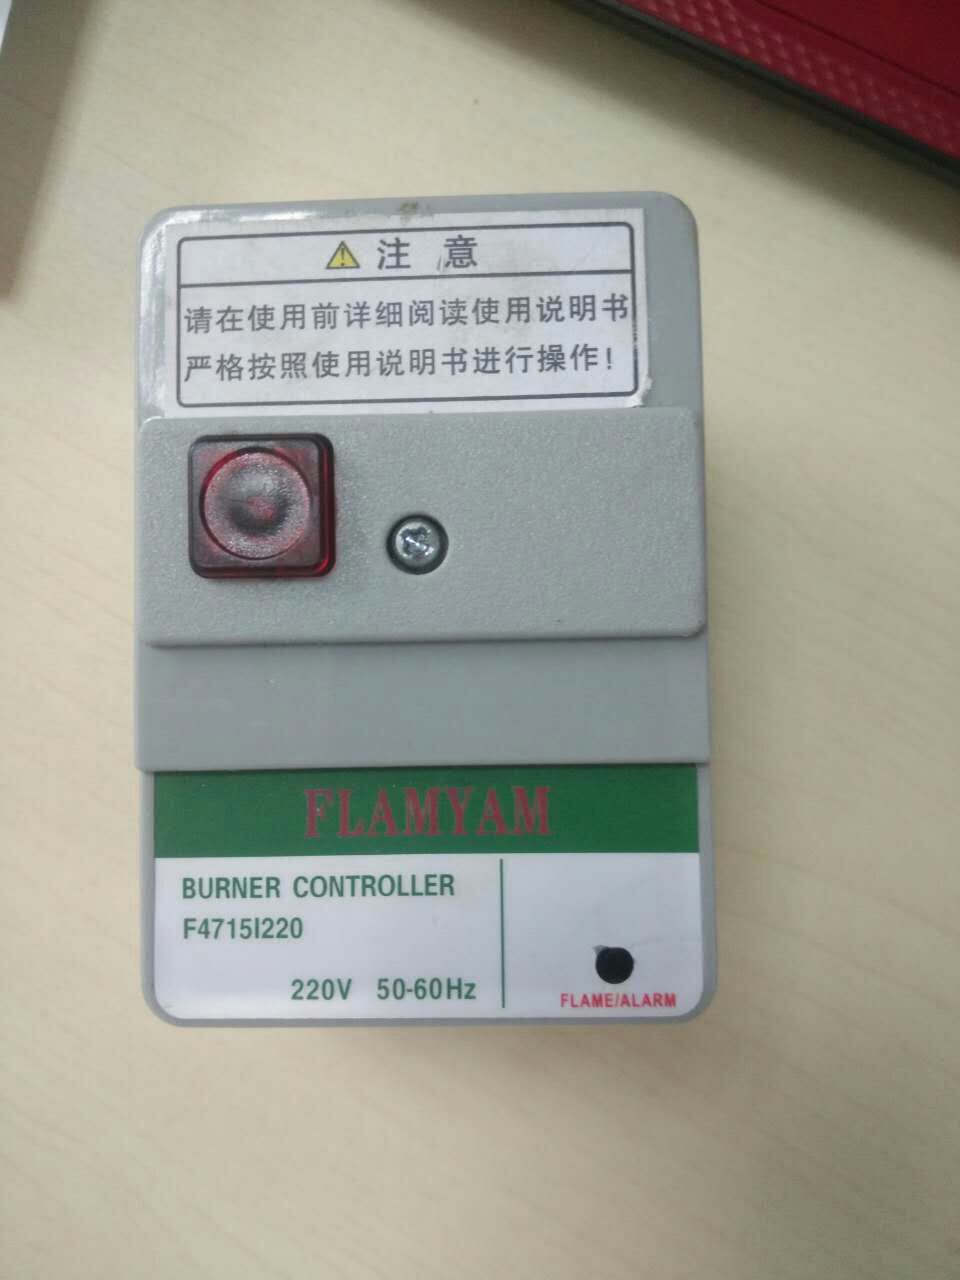 注 意
请在使用前详细阅读使用说明书
严格按照使用说明书进行操作!
FLAMYAM
BURNER CONTROLLER
F4715I220
220V 50-60Hz
FLAME/ALARM